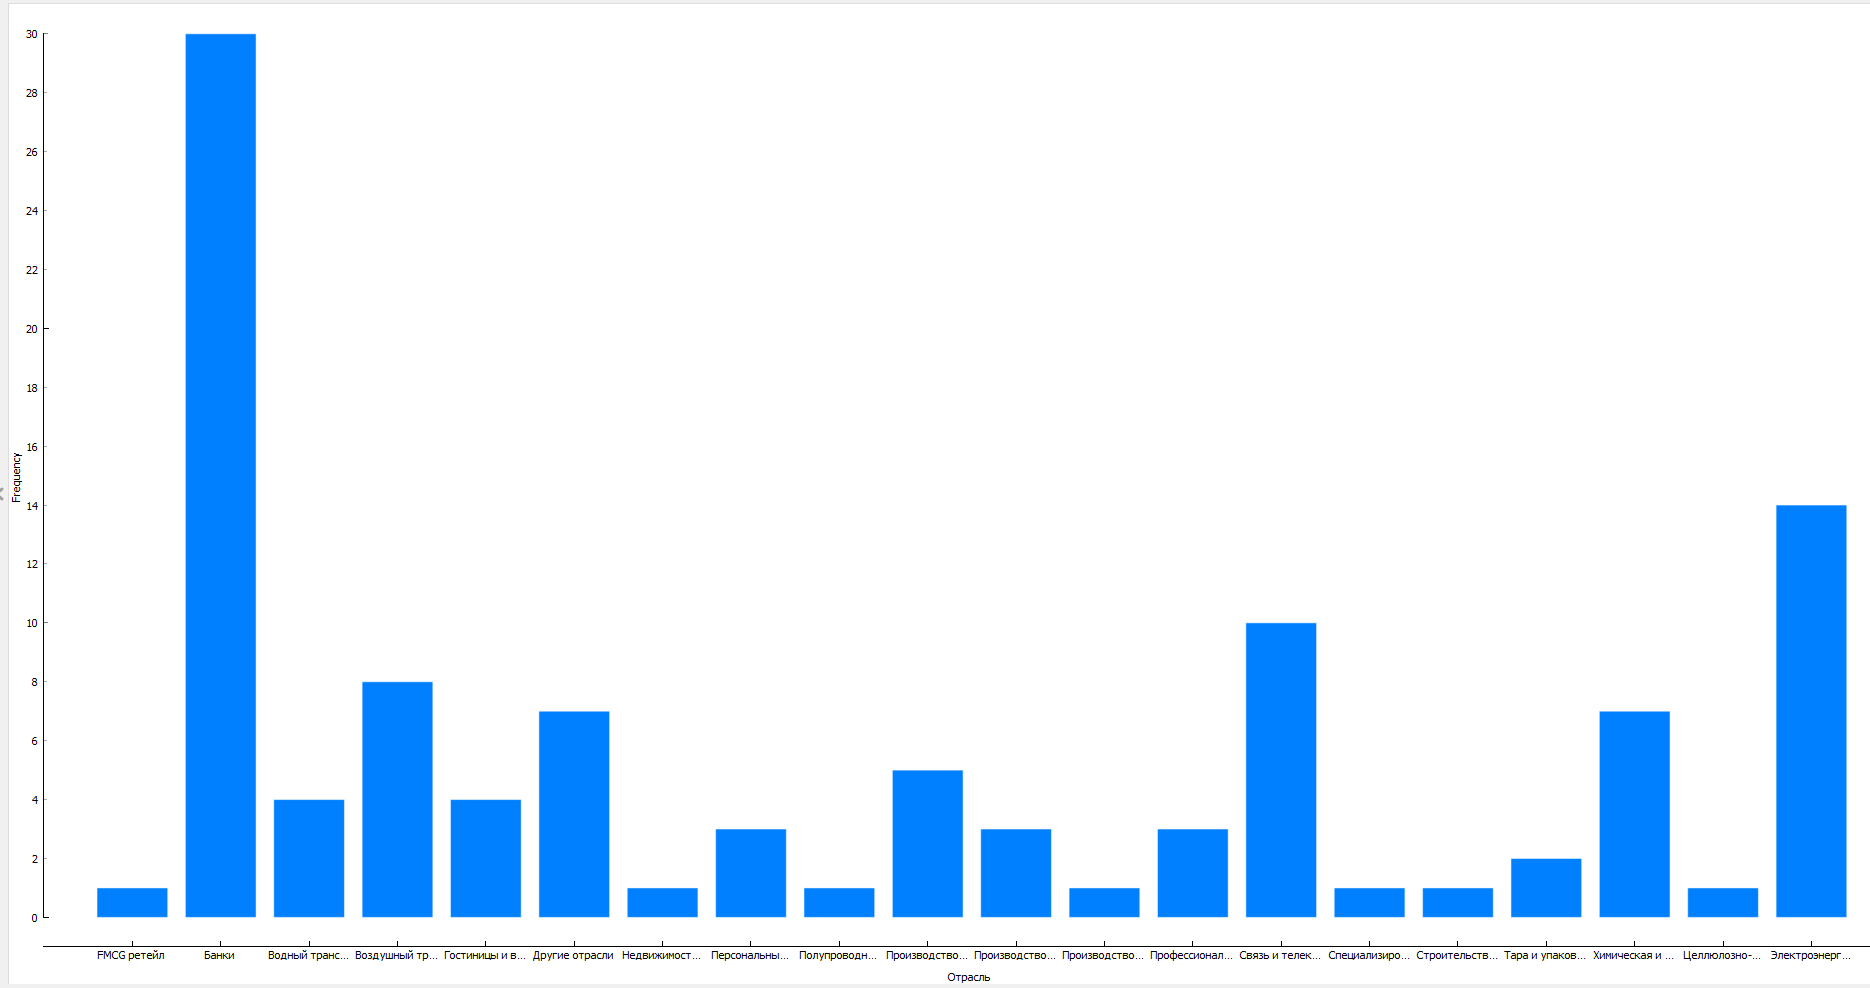 30
28
26
24
22
20
18
16
14
12
10
8
6
4
2
0
Frequency
FMCG ретейл
Банки
Водный транс...
Воздушный тр...
Гостиницы и в...
Другие отрасли
Недвижимост...
Персональны...
Полупроводн...
Производство...
Производство...
Производство...
Профессионал...
Связь и телек...
Специализиро...
Строительств...
Тара и упаков...
Химическая и ...
Целлюлозно-...
Электроэнерг...
Отрасль